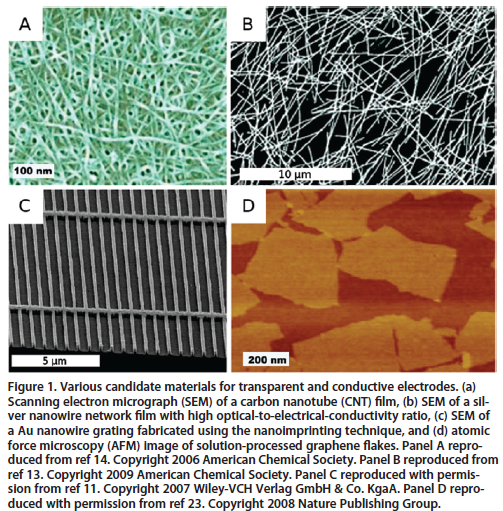 A
B
100 nm
10 μm
C
D
5 μm
200 nm
Figure 1. Various candidate materials for transparent and conductive electrodes. (a)
Scanning electron micrograph (SEM) of a carbon nanotube (CNT) film, (b) SEM of a sil-
ver nanowire network film with high optical-to-electrical-conductivity ratio, (c) SEM of
a Au nanowire grating fabricated using the nanoimprinting technique, and (d) atomic
force microscopy (AFM) image of solution-processed graphene flakes. Panel A repro-
duced from ref 14. Copyright 2006 American Chemical Society. Panel B reproduced from
ref 13. Copyright 2009 American Chemical Society. Panel C reproduced with permis-
sion from ref 11. Copyright 2007 Wiley-VCH Verlag GmbH & Co. KgaA. Panel D repro-
duced with permission from ref 23. Copyright 2008 Nature Publishing Group.